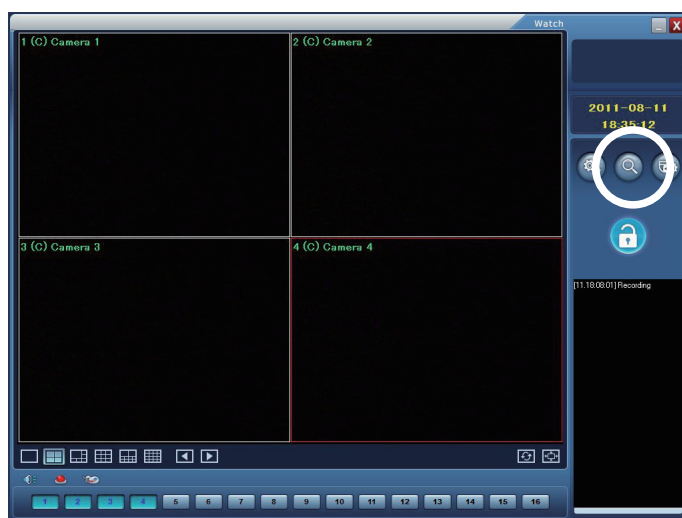 Watch
X
1 (C) Camera 1
2 (C) Camera 2
2011-08-11
18:35:12
3 (C) Camera 3
4 (C) Camera 4
[11.18:08:01] Recording
1 2 3 4 5 6 7 8 9 10 11 12 13 14 15 16